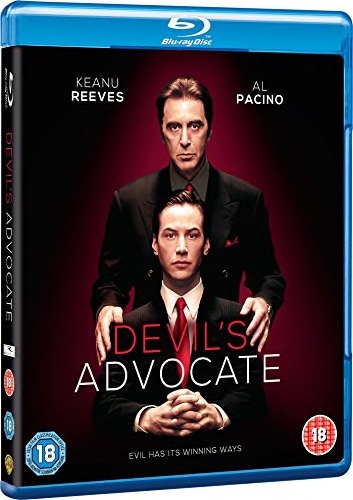 Blu-ray Disc
KEANU
REEVES
AL
PACINO
DEVIL'S
ADVOCATE
EVIL HAS ITS WINNING WAYS
18
18
DEVIL'S ADVOCATE
18
18